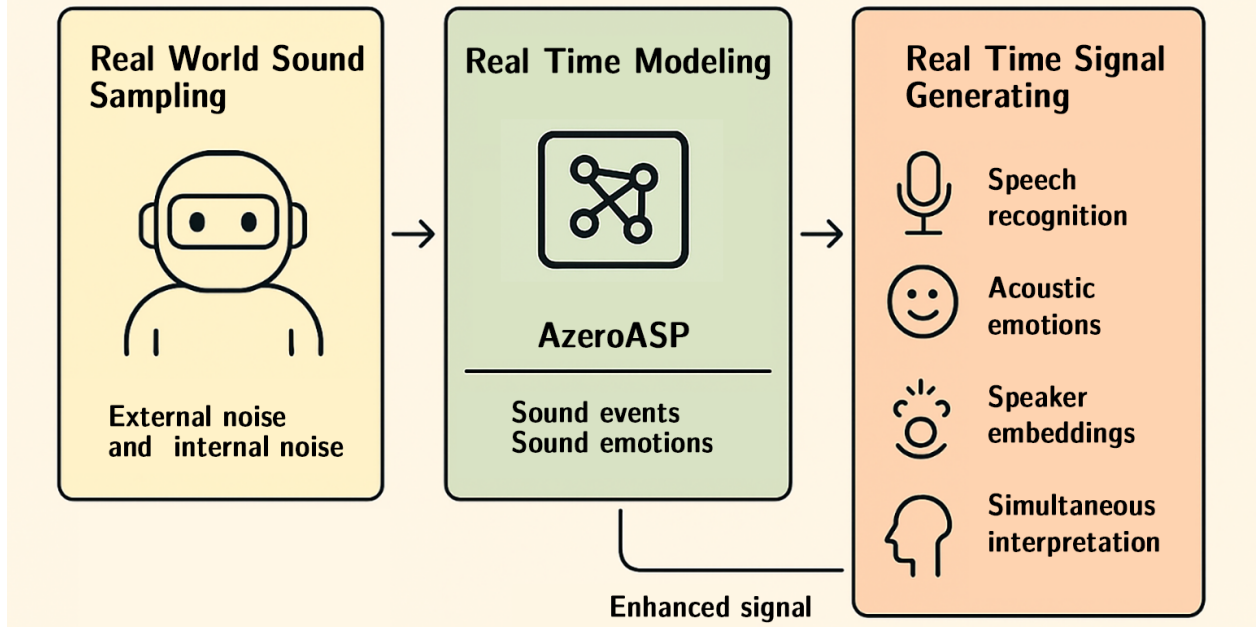 Real World Sound
Sampling
External noise
and internal noise
Real Time Modeling
AzeroASP
Sound events
Sound emotions
Enhanced signal
Real Time Signal
Generating
Speech
recognition
Acoustic
emotions
Speaker
embeddings
Simultaneous
interpretation